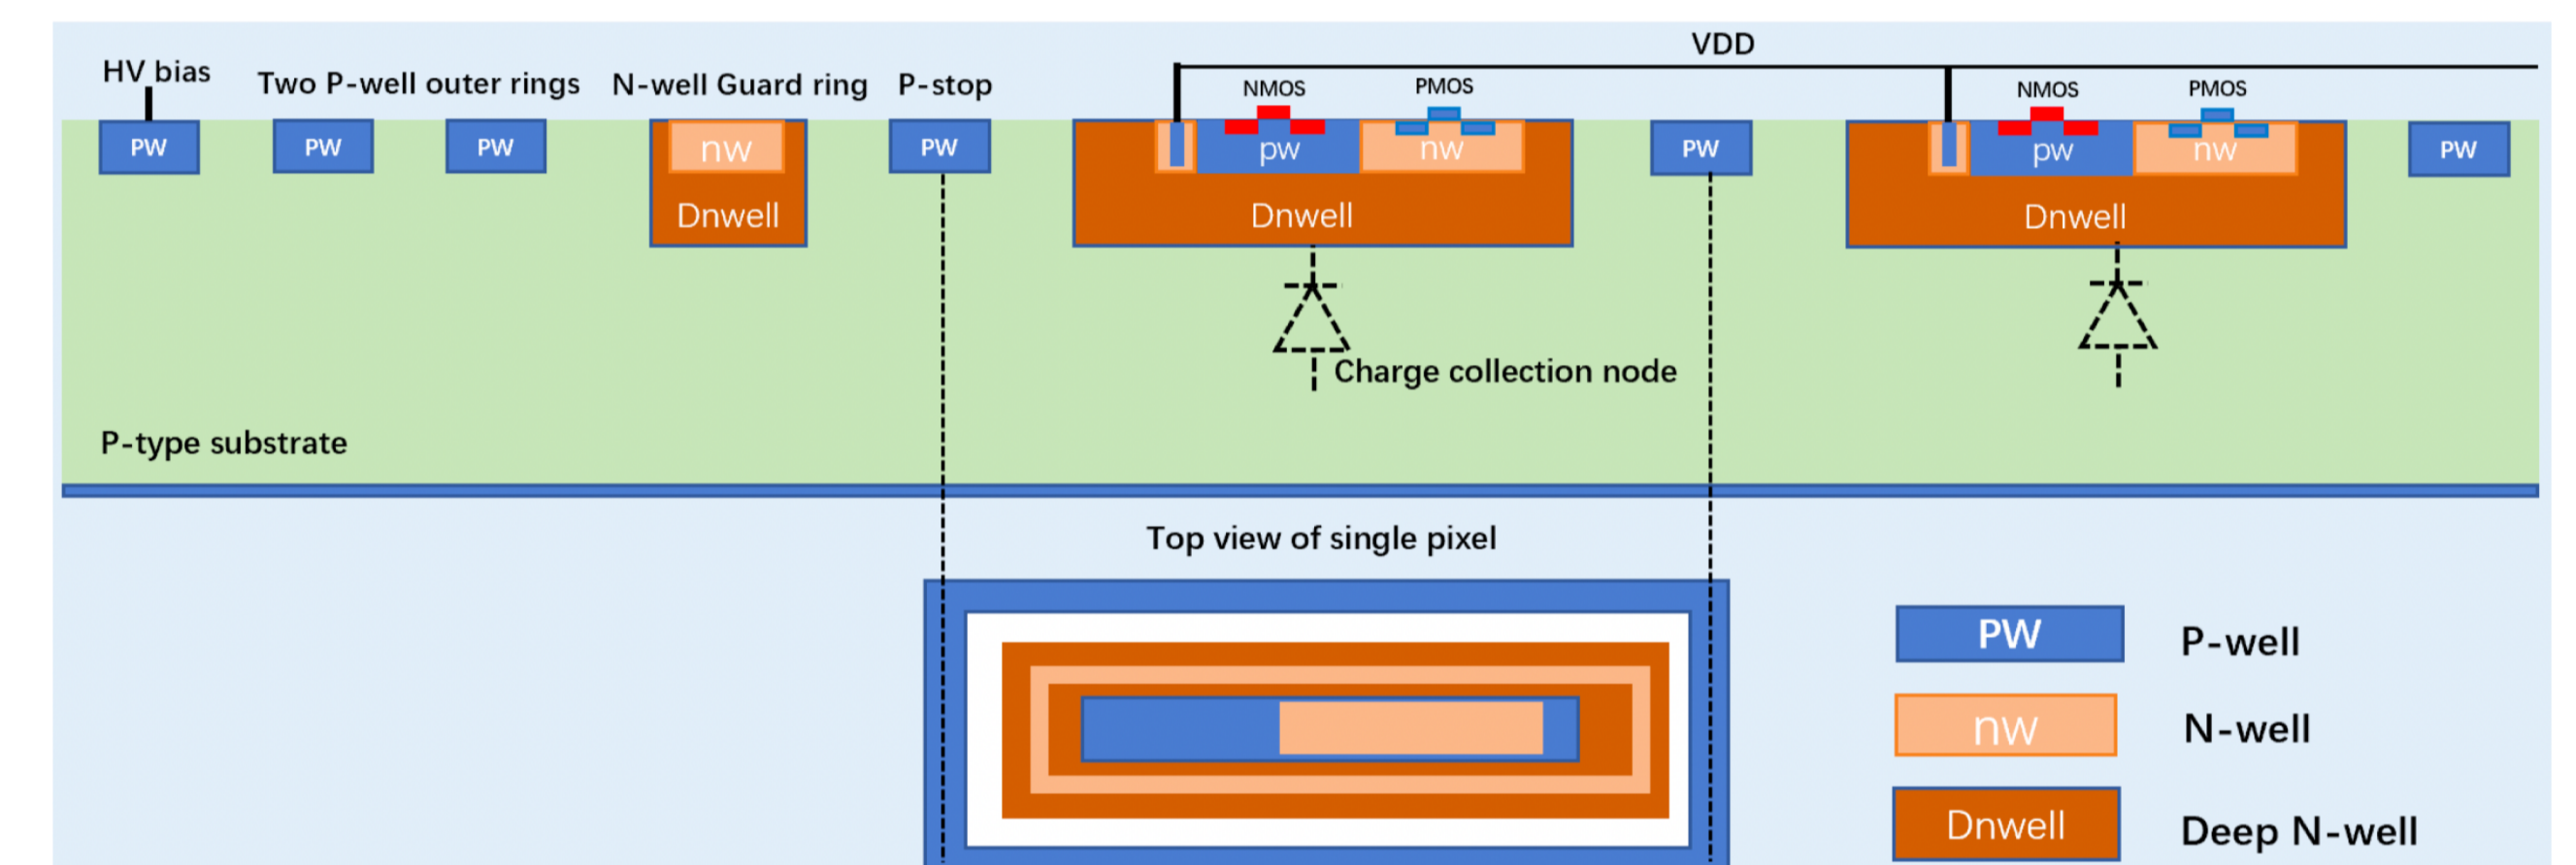 VDD
HV bias
Two P-well outer rings
N-well Guard ring
P-stop
NMOS
PMOS
NMOS
PMOS
PW
PW
PW
nw
PW
pw
nw
PW
pw
nw
PW
Dnwell
Dnwell
Dnwell
Charge collection node
P-type substrate
Top view of single pixel
PW P-well
nw N-well
Dnwell Deep N-well